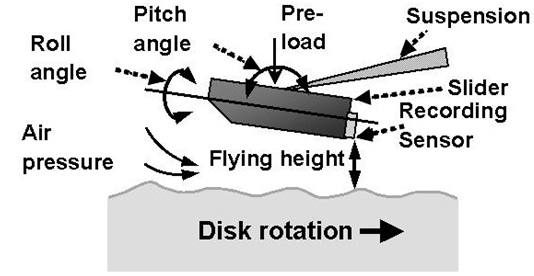 Roll
angle
Pitch
angle
Pre-
load
Suspension
Slider
Recording
Sensor
Air
pressure
Flying height
Disk rotation